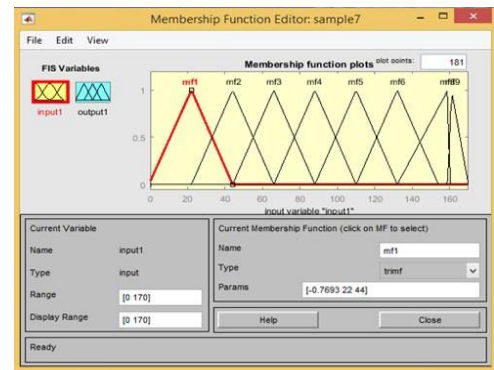 Membership Function Editor: sample7
File Edit View
FIS Variables
input1 output1
Membership function plots plot points: 181
mf1 mf2 mf3 mf4 mf5 mf6
1
0.5
0
0 20 40 60 80 100 120 140 160
input variable "input1"
Current Variable
Name input1
Type input
Range [0 170]
Display Range [0 170]
Current Membership Function (click on MF to select)
Name mf1
Type trimf
Params [-0.7693 22 44]
Help Close
Ready